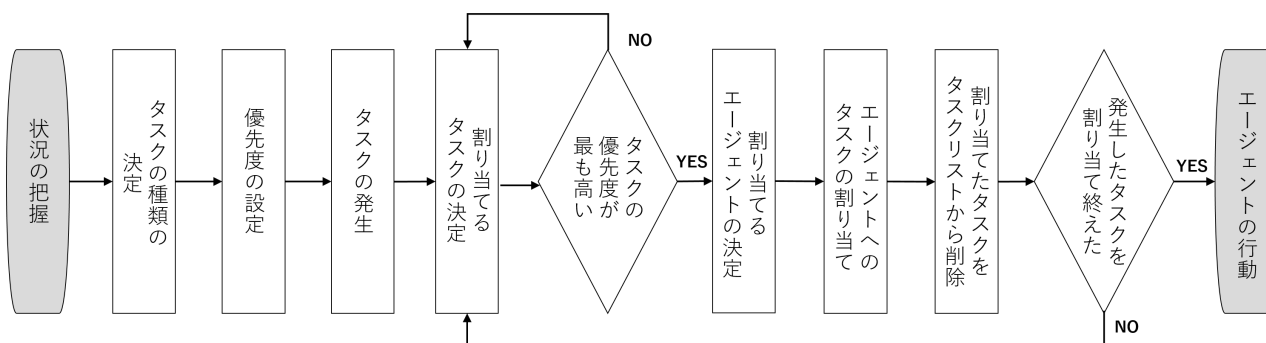 状況の把握
タスクの種類の
決定
優先度の設定
タスクの発生
割り当てる
タスクの決定
タスクの
優先度が
最も高い
NO
YES
割り当てる
エージェントの決定
エージェントへの
タスクの割り当て
割り当てたタスクを
タスクリストから削除
発生したタスクを
割り当て終えた
YES
NO
エージェントの行動